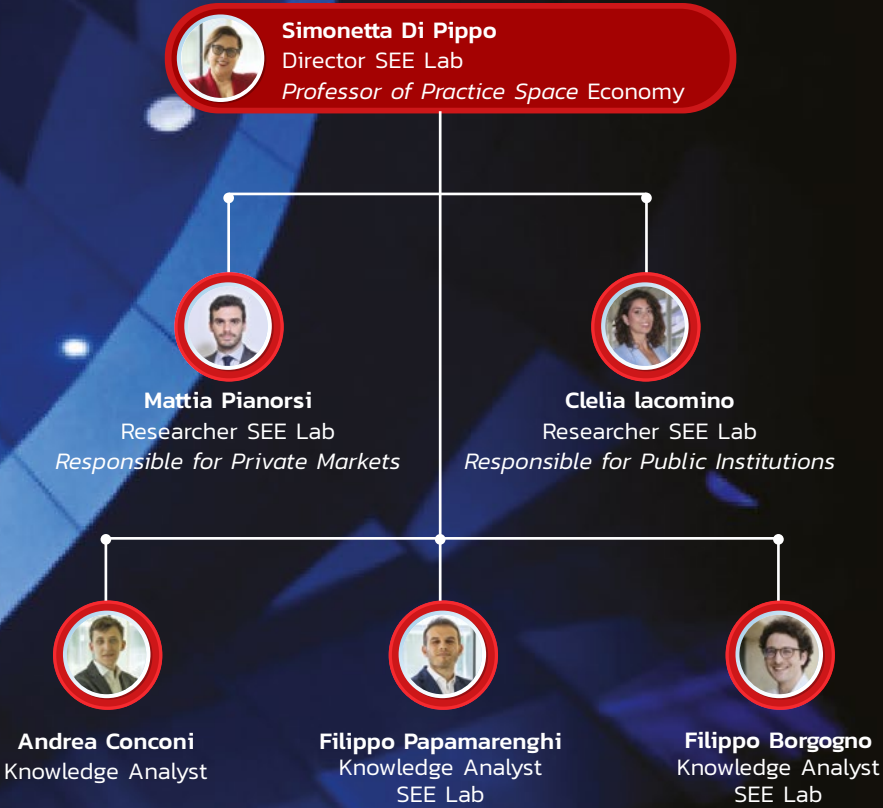 Simonetta Di Pippo
Director SEE Lab
Professor of Practice Space Economy
Mattia Pianorsi
Researcher SEE Lab
Responsible for Private Markets
Clelia Iacomino
Researcher SEE Lab
Responsible for Public Institutions
Andrea Conconi
Knowledge Analyst
Filippo Papamarenghi
Knowledge Analyst
SEE Lab
Filippo Borgogno
Knowledge Analyst
SEE Lab